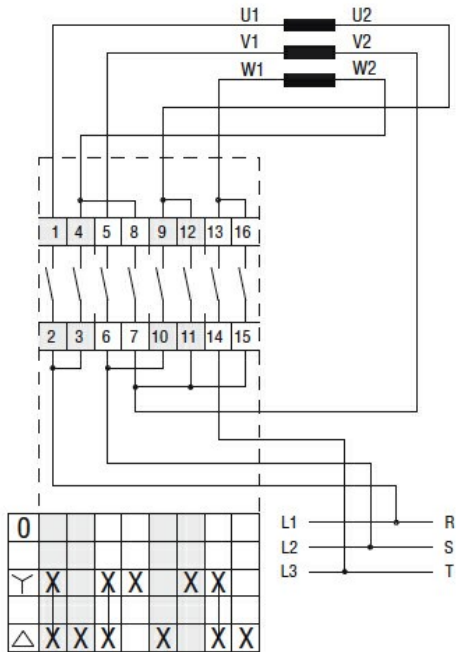 U1 U2
V1 V2
W1 W2
1 4 5 8 9 12 13 16
2 3 6 7 10 11 14 15
L1 R
L2 S
L3 T
0
Y X X X X X
△ X X X X X X